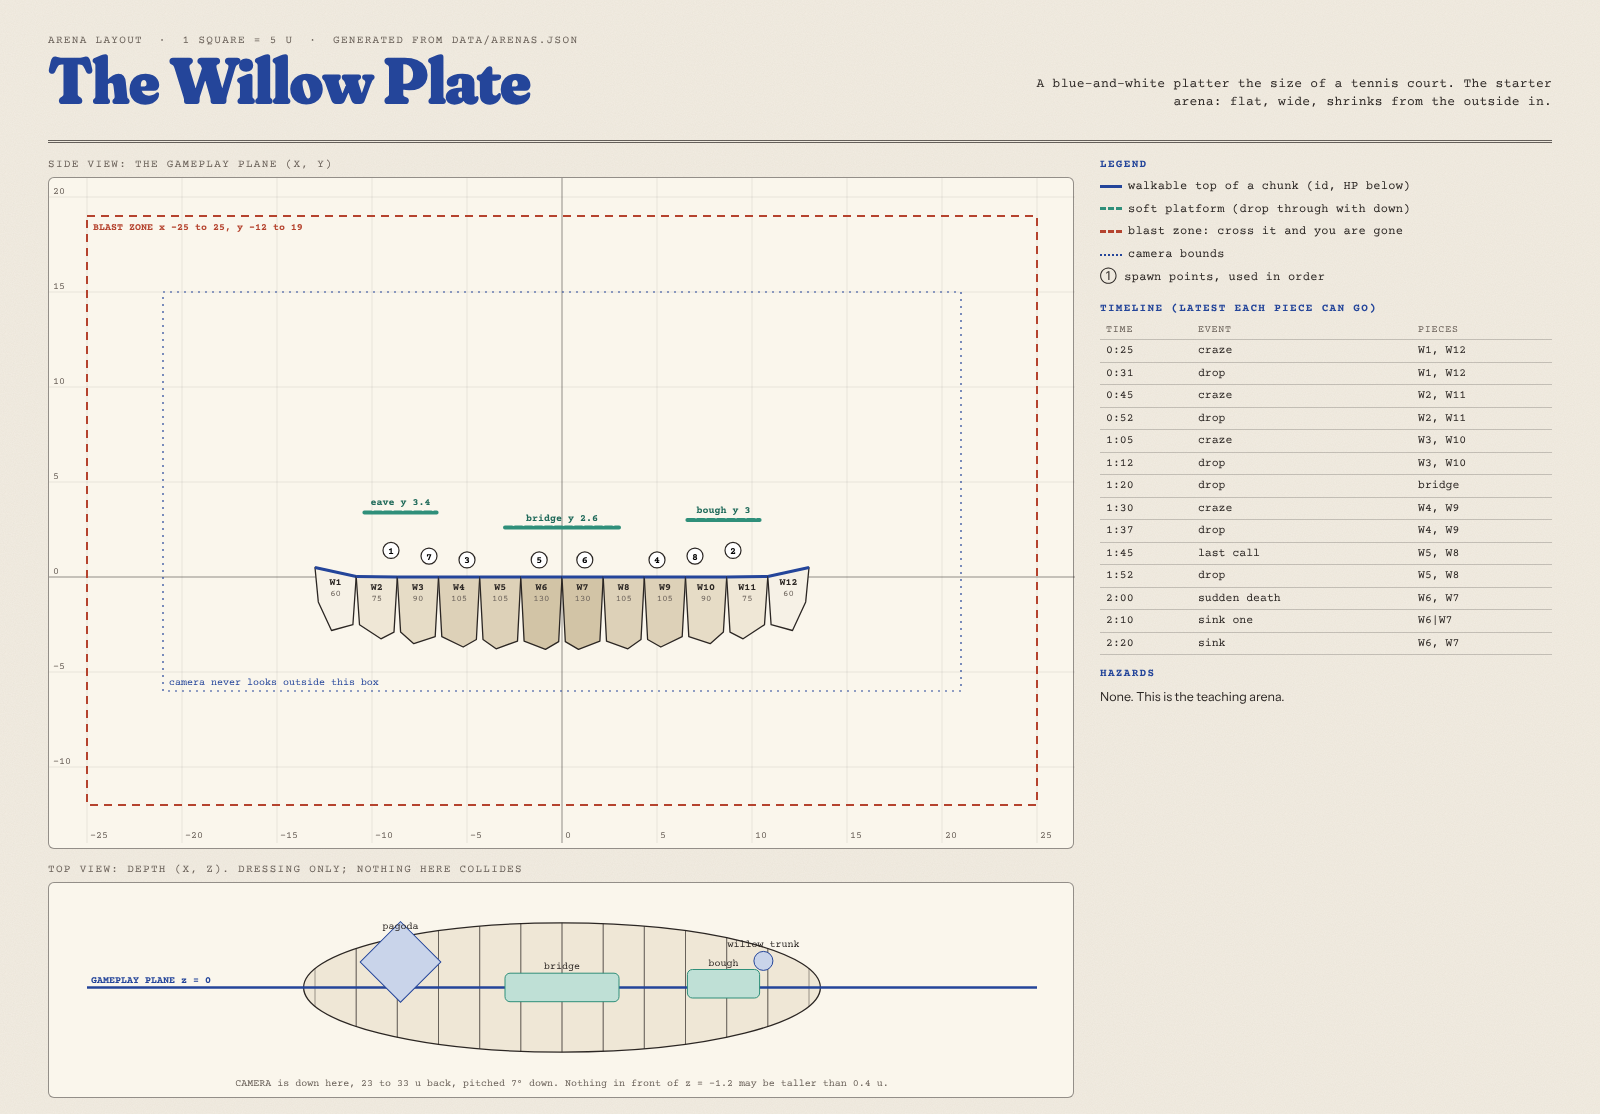 ARENA LAYOUT · 1 SQUARE = 5 U · GENERATED FROM DATA/ARENAS.JSON
The Willow Plate
A blue-and-white platter the size of a tennis court. The starter
arena: flat, wide, shrinks from the outside in.
SIDE VIEW: THE GAMEPLAY PLANE (X, Y)
20
BLAST ZONE x -25 to 25, y -12 to 19
15
10
5
eave y 3.4
bridge y 2.6
bough y 3
1
7
3
5
6
4
8
2
0
W1
W2
W3
W4
W5
W6
W7
W8
W9
W10
W11
W12
60
75
90
105
105
130
130
105
105
90
75
60
-5
camera never looks outside this box
-10
-25
-20
-15
-10
-5
0
5
10
15
20
25
LEGEND
walkable top of a chunk (id, HP below)
soft platform (drop through with down)
blast zone: cross it and you are gone
camera bounds
1 spawn points, used in order
TIMELINE (LATEST EACH PIECE CAN GO)
TIME EVENT PIECES
0:25 craze W1, W12
0:31 drop W1, W12
0:45 craze W2, W11
0:52 drop W2, W11
1:05 craze W3, W10
1:12 drop W3, W10
1:20 drop bridge
1:30 craze W4, W9
1:37 drop W4, W9
1:45 last call W5, W8
1:52 drop W5, W8
2:00 sudden death W6, W7
2:10 sink one W6|W7
2:20 sink W6, W7
HAZARDS
None. This is the teaching arena.
TOP VIEW: DEPTH (X, Z). DRESSING ONLY; NOTHING HERE COLLIDES
pagoda
willow trunk
bridge
bough
GAMEPLAY PLANE z = 0
CAMERA is down here, 23 to 33 u back, pitched 7° down. Nothing in front of z = -1.2 may be taller than 0.4 u.